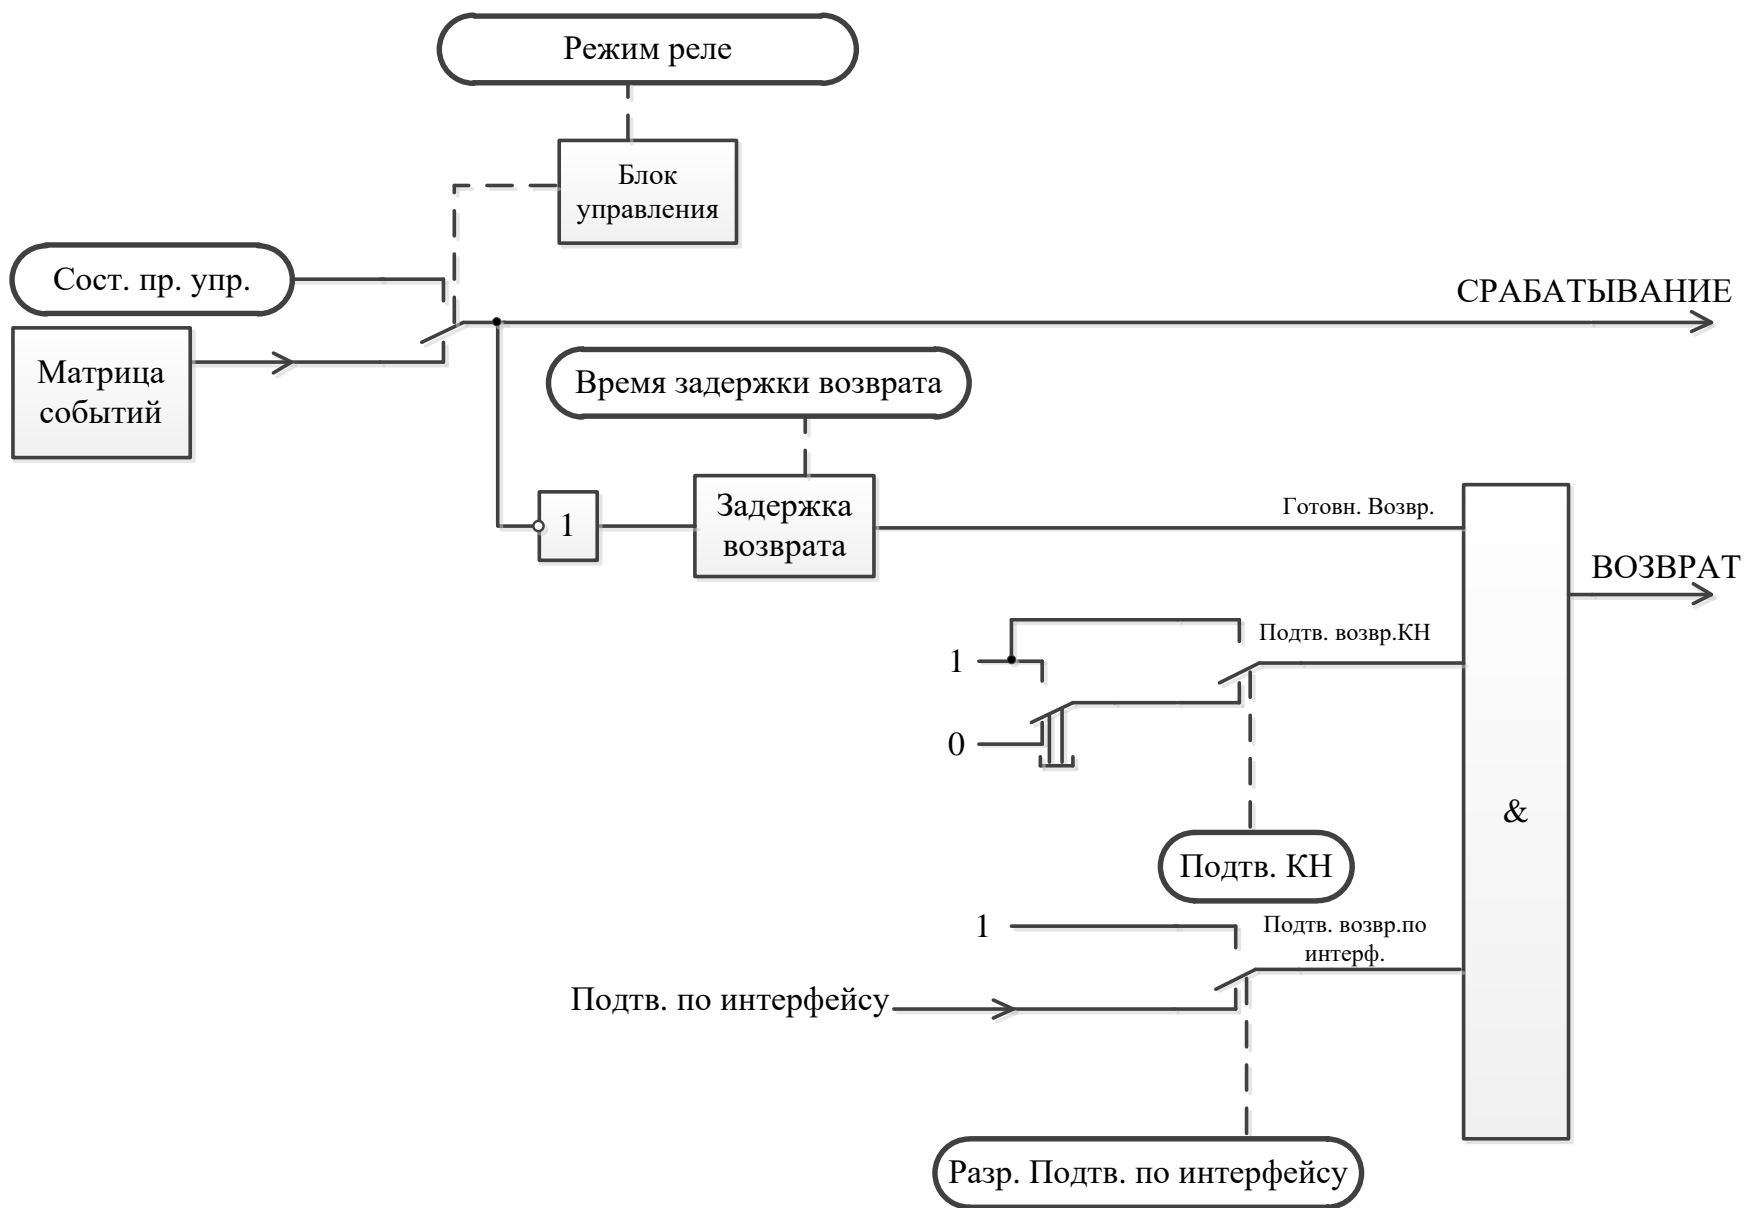 Режим реле
Блок
управления
Сост. пр. упр.
СРАБАТЫВАНИЕ
Матрица
событий
Время задержки возврата
1
Задержка
возврата
Готовн. Возвр.
ВОЗВРАТ
1
Подтв. возвр.КН
0
&
Подтв. КН
1
Подтв. возвр.по
интерф.
Подтв. по интерфейсу
Разр. Подтв. по интерфейсу